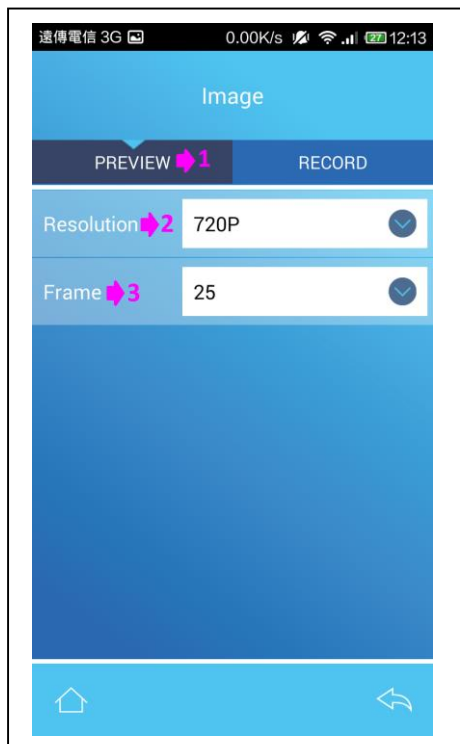 遠傳電信 3G 0.00K/s 27 12:13
Image
PREVIEW 1 RECORD
Resolution 2 720P
Frame 3 25